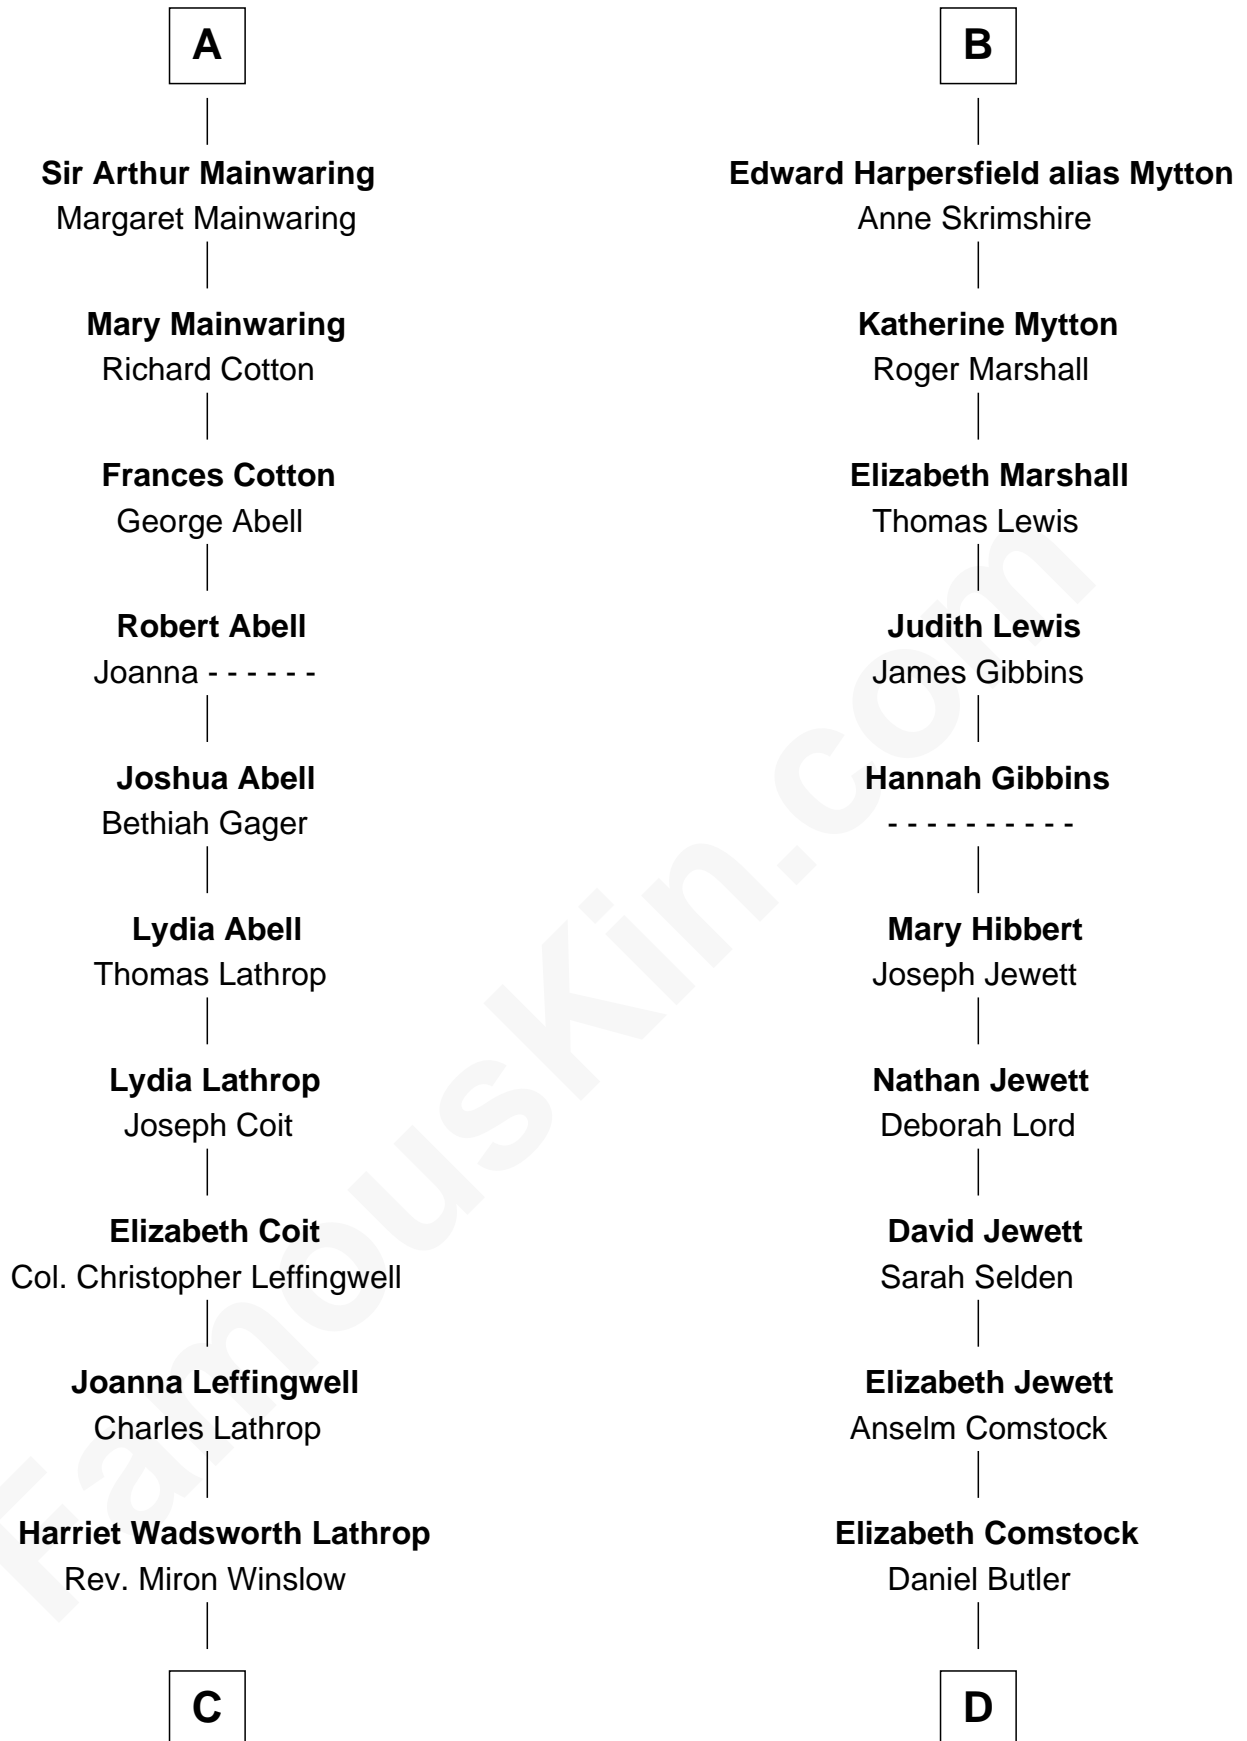 A
Sir Arthur Mainwaring
Margaret Mainwaring
Mary Mainwaring
Richard Cotton
Frances Cotton
George Abell
Robert Abell
Joanna - - - - - -
Joshua Abell
Bethiah Gager
Lydia Abell
Thomas Lathrop
Lydia Lathrop
Joseph Coit
Elizabeth Coit
Col. Christopher Leffingwell
Joanna Leffingwell
Charles Lathrop
Harriet Wadsworth Lathrop
Rev. Miron Winslow
C
B
Edward Harpersfield alias Mytton
Anne Skrimshire
Katherine Mytton
Roger Marshall
Elizabeth Marshall
Thomas Lewis
Judith Lewis
James Gibbins
Hannah Gibbins
- - - - - - - - - -
Mary Hibbert
Joseph Jewett
Nathan Jewett
Deborah Lord
David Jewett
Sarah Selden
Elizabeth Jewett
Anselm Comstock
Elizabeth Comstock
Daniel Butler
D
FamousKin.com